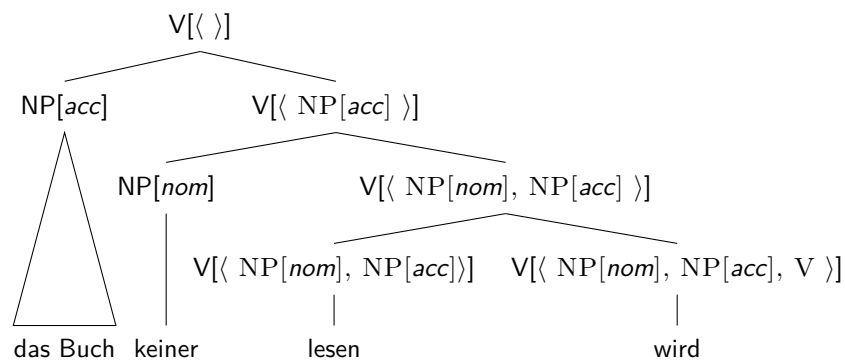 V[⟨ ⟩]
NP[acc] V[⟨ NP[acc] ⟩]
NP[nom] V[⟨ NP[nom], NP[acc] ⟩]
V[⟨ NP[nom], NP[acc]⟩] V[⟨ NP[nom], NP[acc], V ⟩]
das Buch keiner lesen wird